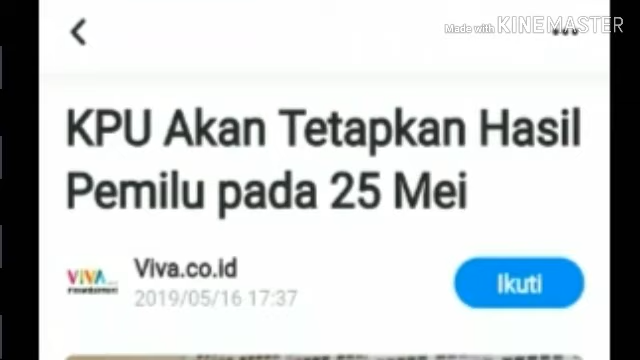 Made with KINEMASTER
KPU Akan Tetapkan Hasil
Pemilu pada 25 Mei
VIVA
Viva.co.id
2019/05/16 17:37
Ikuti